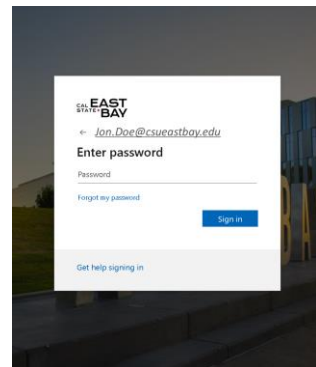 CAL EAST
STATE BAY
← Jon.Doe@csueastbay.edu
Enter password
Password
Forgot my password
Sign in
Get help signing in
B A